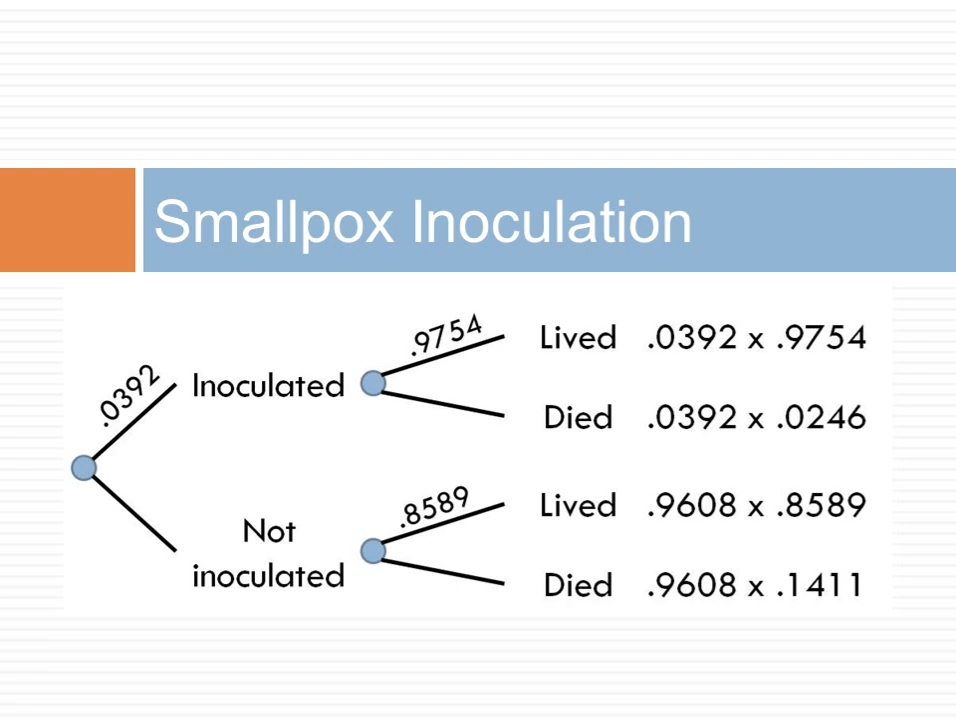 Smallpox Inoculation
.0392
Inoculated
.9754
Lived .0392 x .9754
Died .0392 x .0246
Not
inoculated
.8589
Lived .9608 x .8589
Died .9608 x .1411